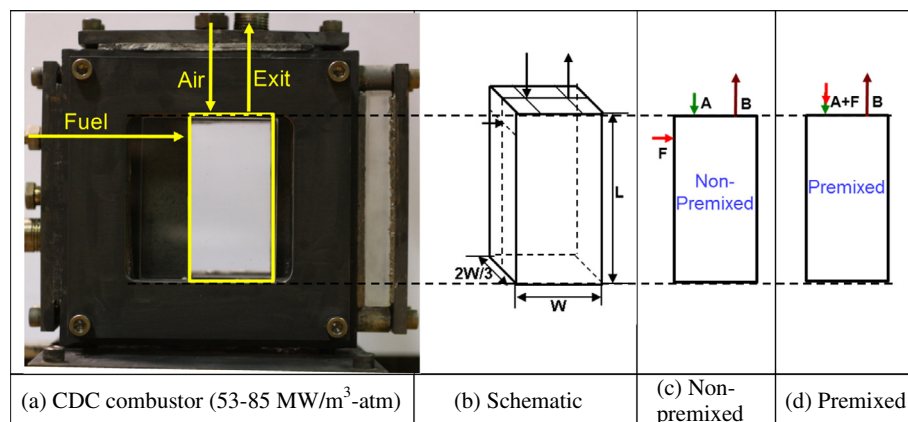 Air
Exit
Fuel
L
2W/3
W
A
B
F
Non-
Premixed
A+F
B
Premixed
(a) CDC combustor (53-85 MW/m³-atm)
(b) Schematic
(c) Non-
premixed
(d) Premixed